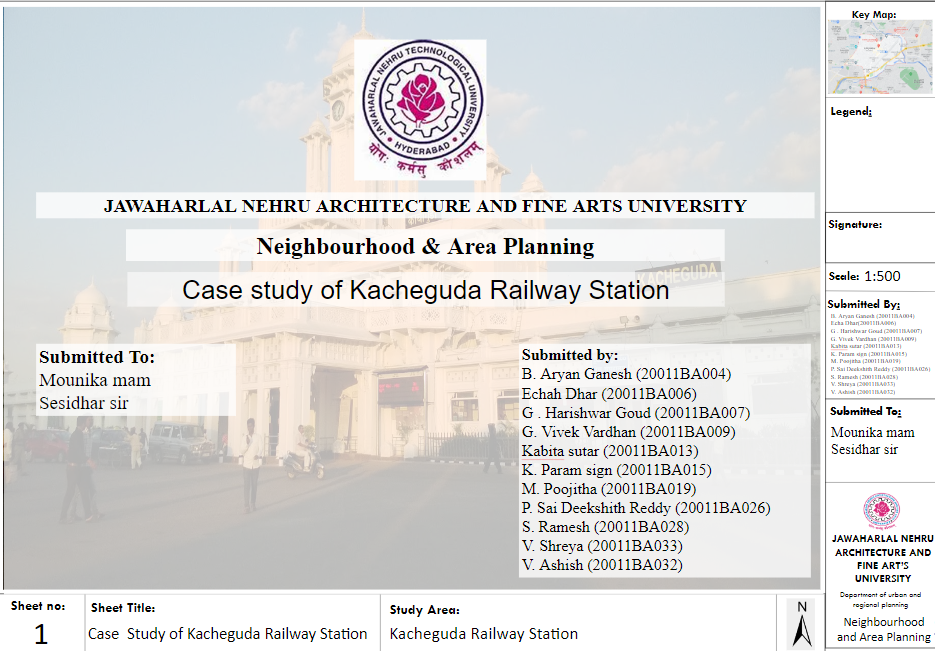 JAWAHARLAL NEHRU TECHNOLOGICAL UNIVERSITY
HYDERABAD
योगः कर्मसु कौशलम्
JAWAHARLAL NEHRU ARCHITECTURE AND FINE ARTS UNIVERSITY
Neighbourhood & Area Planning
KACHEGUDA
Case study of Kacheguda Railway Station
Submitted To:
Mounika mam
Sesidhar sir
Submitted by:
B. Aryan Ganesh (20011BA004)
Echah Dhar (20011BA006)
G . Harishwar Goud (20011BA007)
G. Vivek Vardhan (20011BA009)
Kabita sutar (20011BA013)
K. Param sign (20011BA015)
M. Poojitha (20011BA019)
P. Sai Deekshith Reddy (20011BA026)
S. Ramesh (20011BA028)
V. Shreya (20011BA033)
V. Ashish (20011BA032)
Key Map:
Legend:
Signature:
Scale: 1:500
Submitted By:
B. Aryan Ganesh (20011BA004)
Echa Dhar(20011BA006)
G . Harishwar Goud (20011BA007)
G. Vivek Vardhan (20011BA009)
Kabita sutar (20011BA013)
K. Param sign (20011BA015)
M. Poojitha (20011BA019)
P. Sai Deekshith Reddy (20011BA026)
S. Ramesh (20011BA028)
V. Shreya (20011BA033)
V. Ashish (20011BA032)
Submitted To:
Mounika mam
Sesidhar sir
JAWAHARLAL NEHRU
ARCHITECTURE AND
FINE ART'S
UNIVERSITY
Department of urban and
regional planning
Neighbourhood
and Area Planning
Sheet no:
1
Sheet Title:
Case Study of Kacheguda Railway Station
Study Area:
Kacheguda Railway Station
N